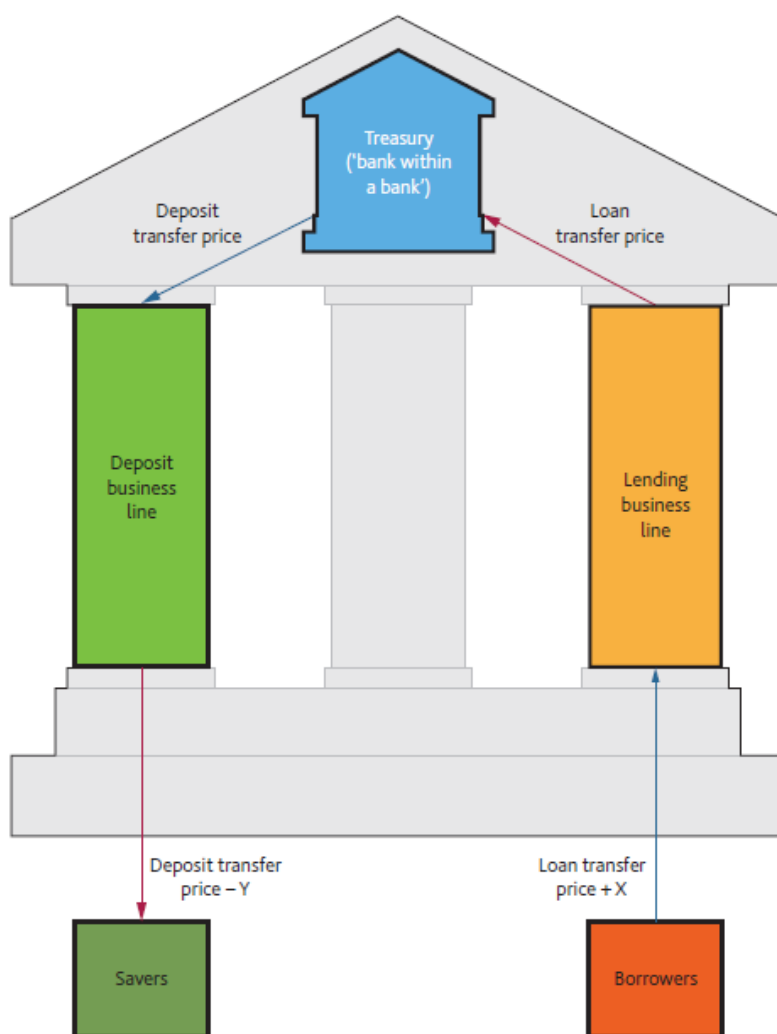 Treasury
('bank within
a bank')
Deposit
transfer price
Loan
transfer price
Deposit
business
line
Lending
business
line
Deposit transfer
price – Y
Loan transfer
price + X
Savers
Borrowers